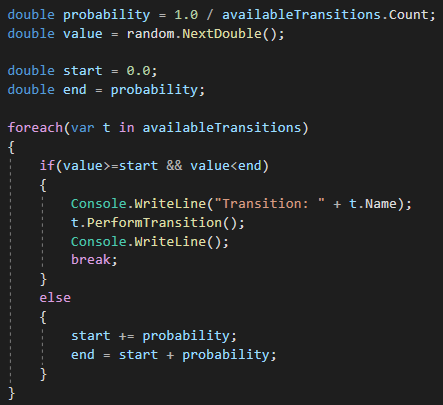 double probability = 1.0 / availableTransitions.Count;
double value = random.NextDouble();

double start = 0.0;
double end = probability;

foreach(var t in availableTransitions)
{
    if(value>=start && value<end)
    {
        Console.WriteLine("Transition: " + t.Name);
        t.PerformTransition();
        Console.WriteLine();
        break;
    }
    else
    {
        start += probability;
        end = start + probability;
    }
}